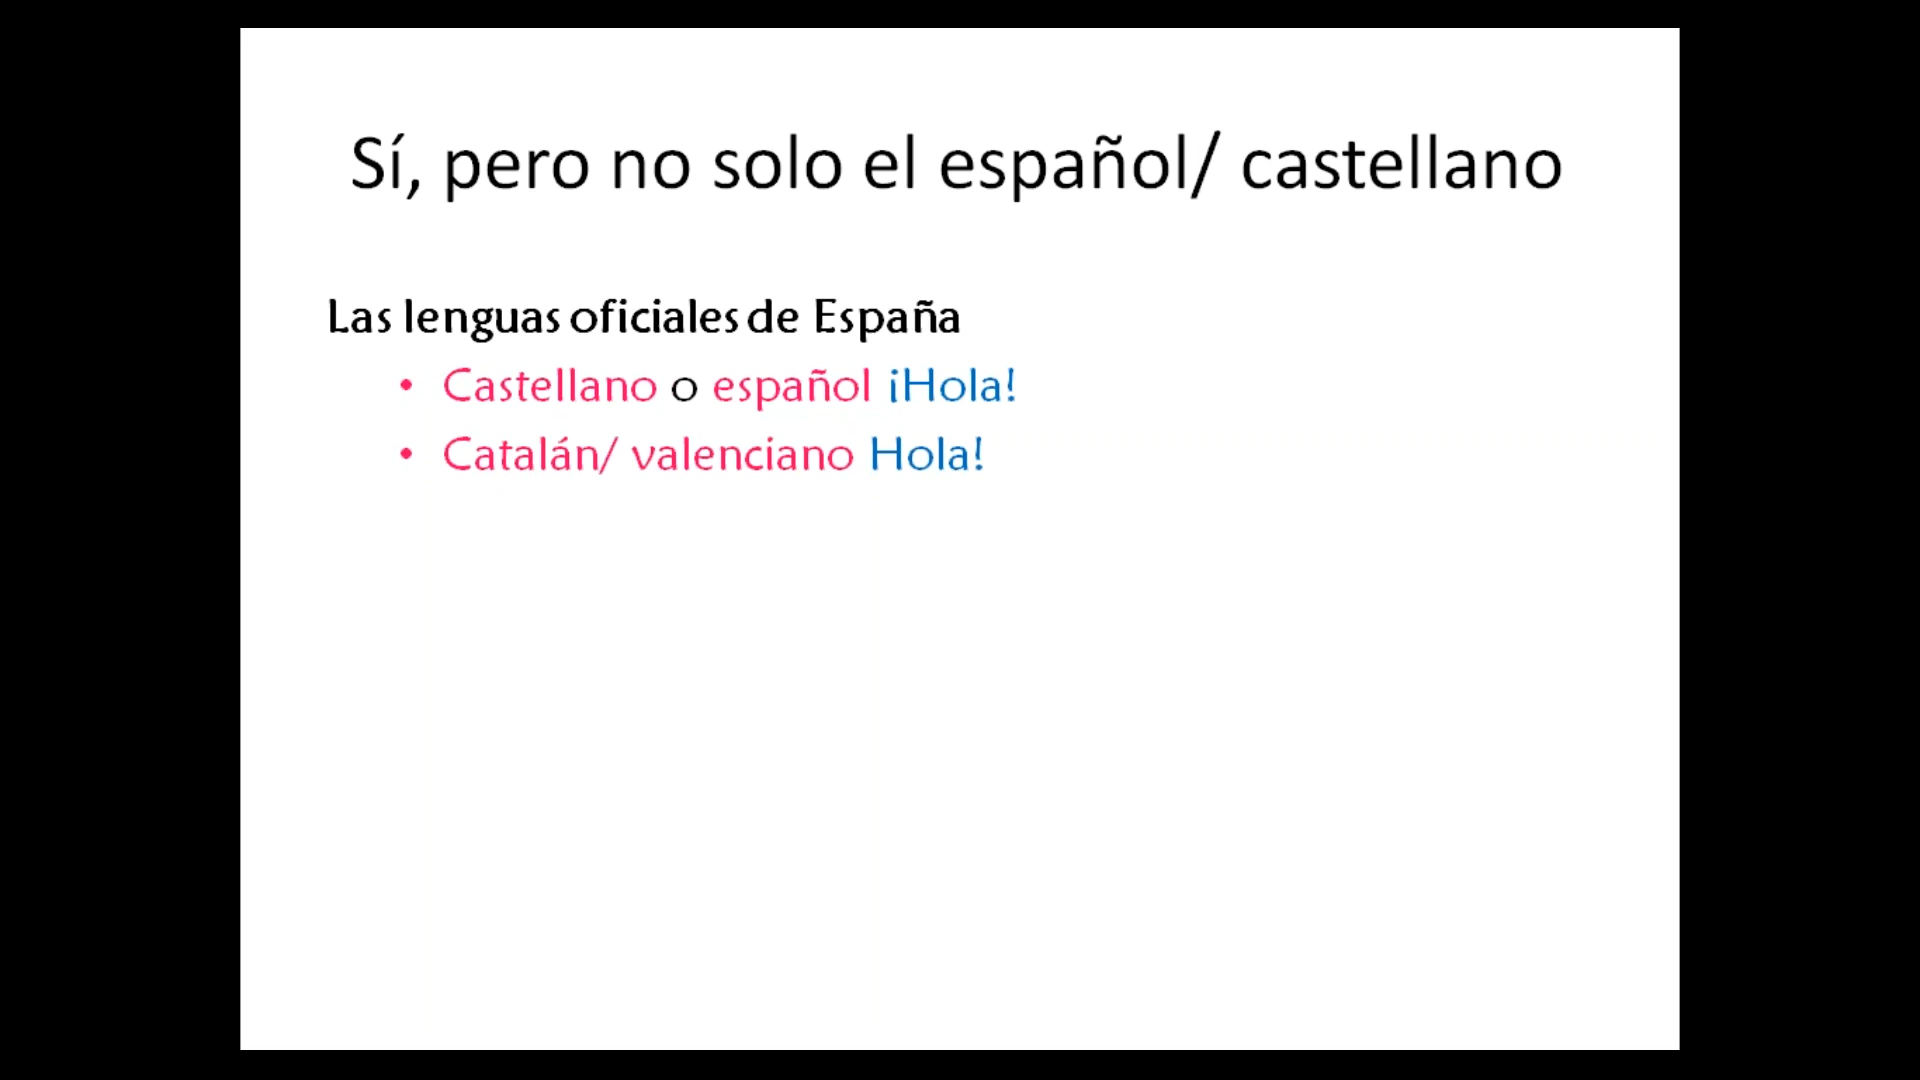 Sí, pero no solo el español/ castellano
Las lenguas oficiales de España
• Castellano o español ¡Hola!
• Catalán/ valenciano Hola!